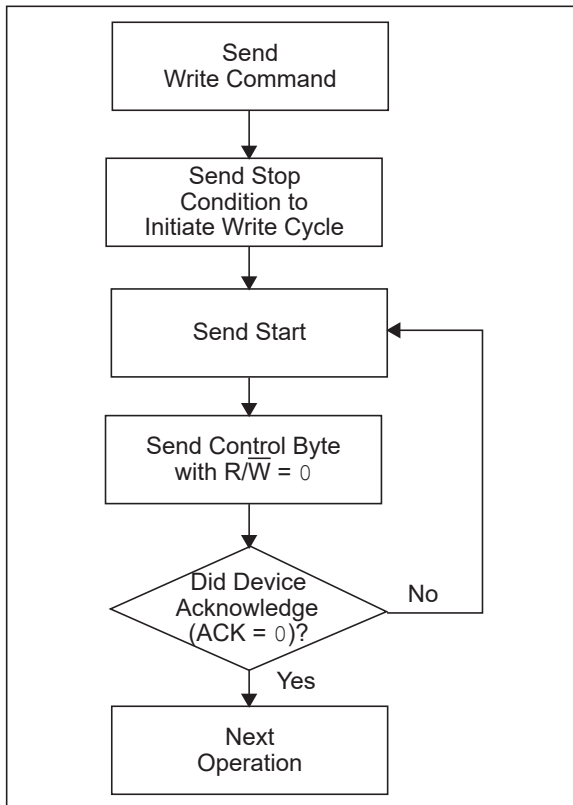 Send
Write Command
Send Stop
Condition to
Initiate Write Cycle
Send Start
Send Control Byte
with R/W̅ = 0
Did Device
Acknowledge
(ACK = 0)?
No
Yes
Next
Operation